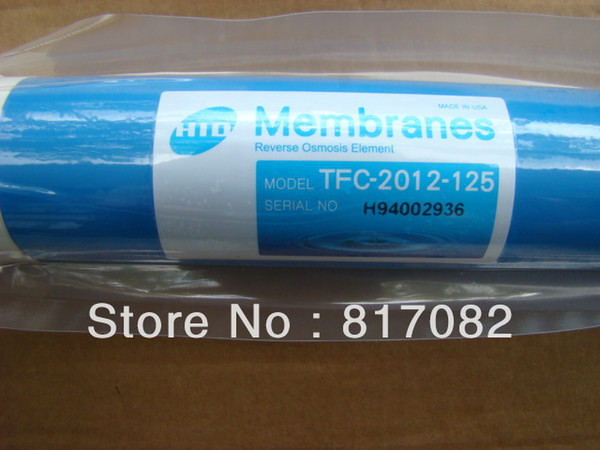 MADE IN USA
HID Membranes
Reverse Osmosis Element
MODEL TFC-2012-125
SERIAL NO H94002936
Store No : 817082